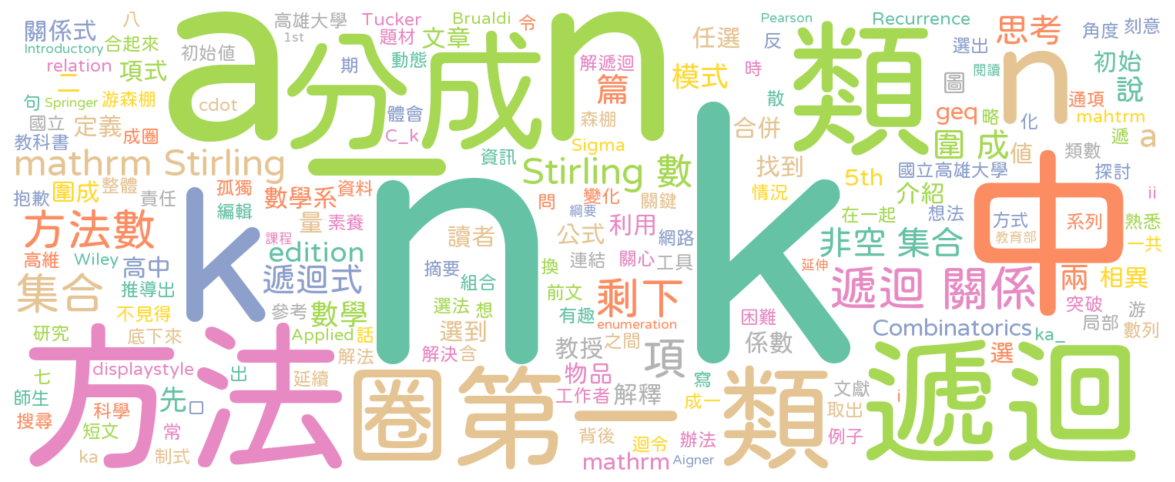 關係式
Introductory
合起來
八
高雄大學
1st
Tucker
題材
Brualdi
文章
令
Pearson
Recurrence
思考
角度
刻意
relation
二
項式
初始值
a
分成
n
動態
期
解遞迴
任選
反
類
選出
閱讀
n
初始
說
句
Springer
游森棚
cdot
體會
篇
模式
時
圖
通項
國立
定義
C_k
森棚
散
geq
略
化
mahtrm
教科書
成圈
合併
圍 成
值
遞
a
類數
mathrm Stirling
一
資訊
Sigma
Stirling 數
找到
國立高雄大學
探討
抱歉
圍成
整體
責任
孤獨
數學系
資料
問
變化
關鍵
情況
5th
介紹
中
ii
方法數
k
編輯
量
素養
n
綱要
利用
k
在一起
想法
方式
系列
熟悉
教育部
一共
高維
Wiley
高中
課程
edition
讀者
公式
網路
非空 集合
推導出
遞迴式
摘要
連結
關心
工具
延伸
兩
相異
集合
不見得
參考
數學
組合
換
前文
剩下
遞迴 關係
突破
研究
底下來
Applied
話
選法
想
有趣
enumeration
困難
Combinatorics
局部
游
ka_
數列
選到
解決
含
教授
之間
係數
選
方法
displaystyle
出
解法
圈
第一
項
寫
類
遞迴
七
師生
科學
先
延續
物品
工作者
解釋
成一
文獻
i
搜尋
短文
口
常
取出
ka
制式
背後
迴令
辦法
例子
mathrm
Aigner